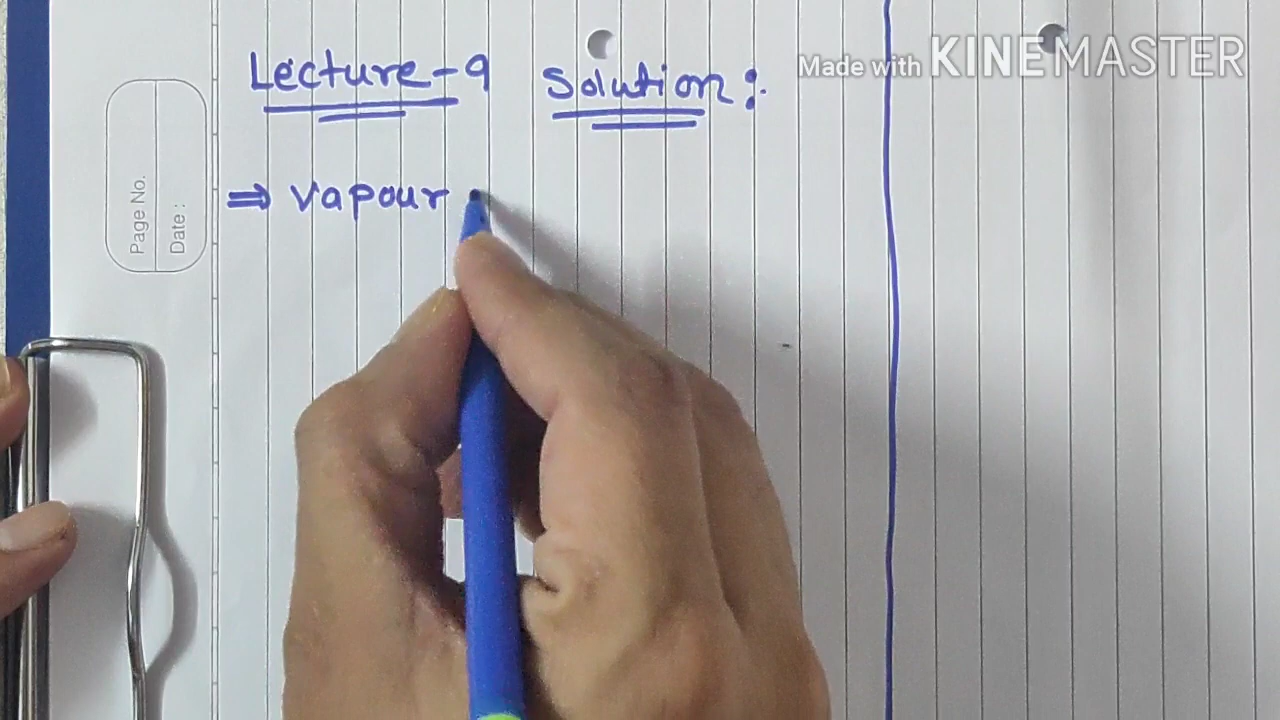 Lecture-9 Solution :-
Made with KINEMASTER
⇒ Vapour
Page No.
Date :